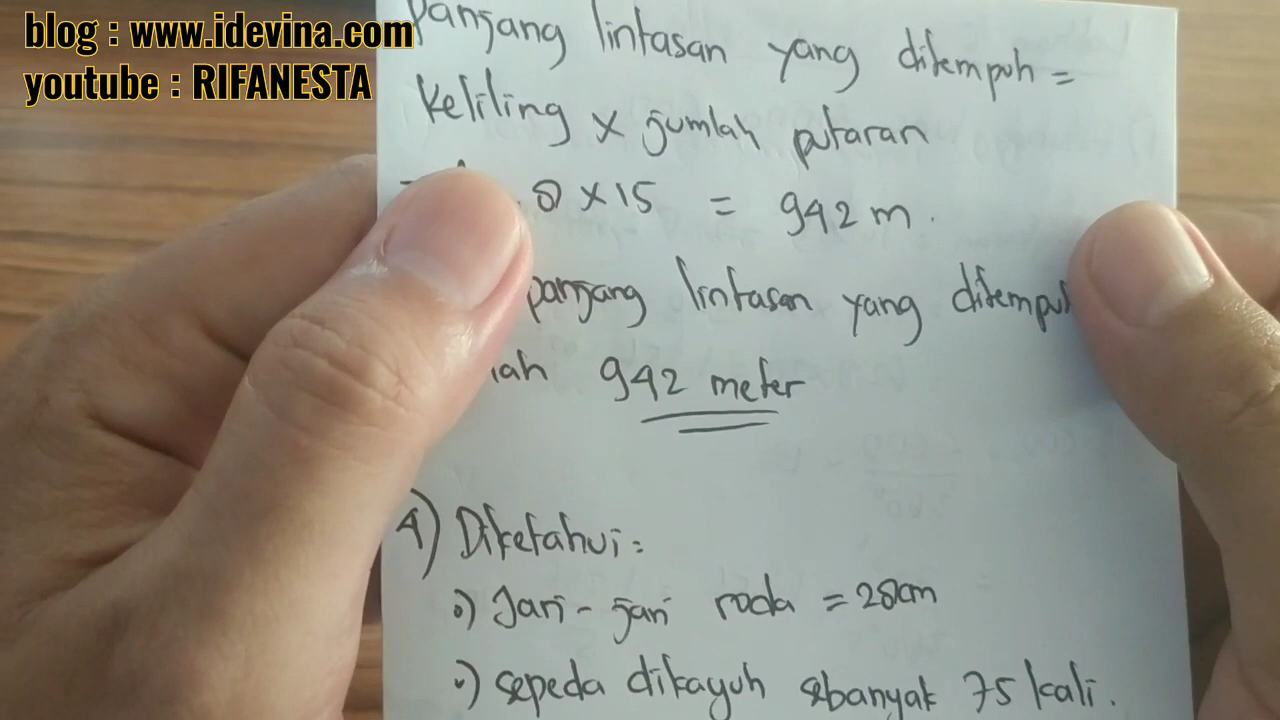 blog : www.idevina.com
youtube : RIFANESTA
Panjang lintasan yang ditempuh =
Keliling x jumlah putaran
8 x 15 = 942 m.
panjang lintasan yang ditempuh
942 meter
4) Diketahui :
•) Jari - jari roda = 28cm
•) sepeda dikayuh sebanyak 75 kali.